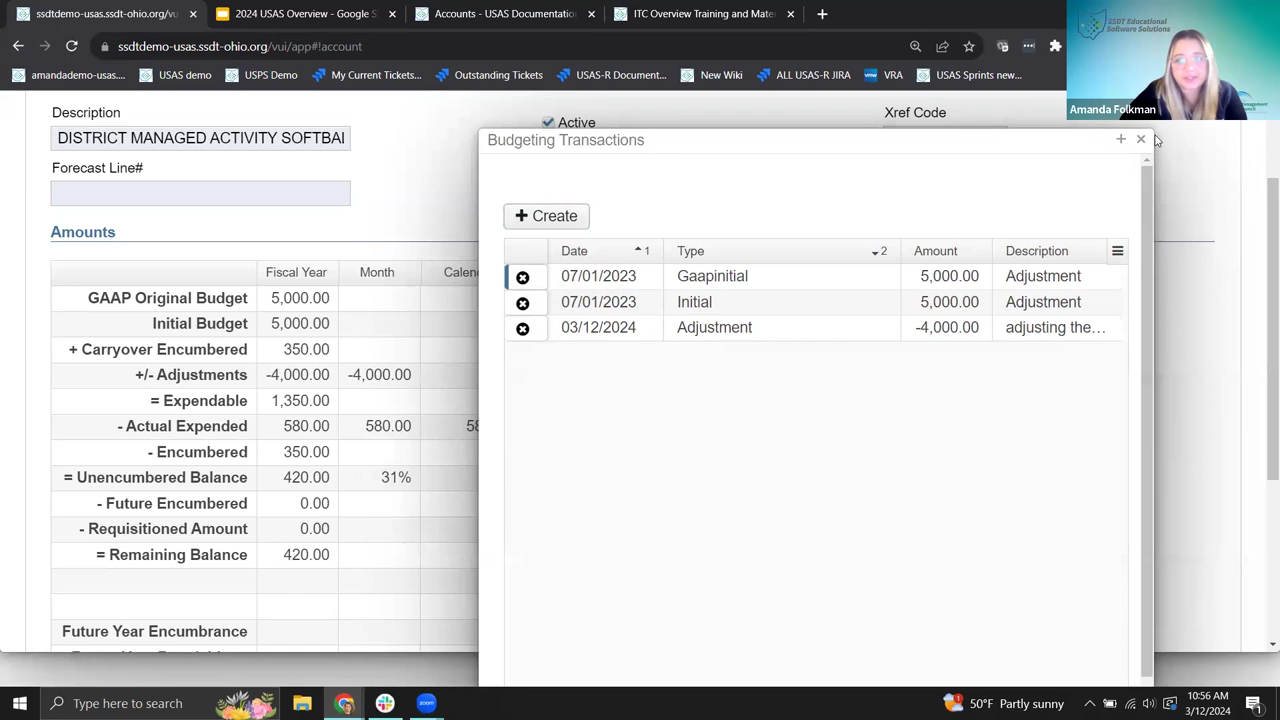 ssdtdemo-usas.ssdt-ohio.org/vu
2024 USAS Overview - Google S
Accounts - USAS Documentatio
ITC Overview Training and Mate
ssdtdemo-usas.ssdt-ohio.org/vui/app#!account
SSDT Educational
Software Solutions
amandademo-usas...
USAS demo
USPS Demo
My Current Tickets...
Outstanding Tickets
USAS-R Document...
New Wiki
ALL USAS-R JIRA
VRA
USAS Sprints new...
Amanda Folkman
Description
Active
Xref Code
DISTRICT MANAGED ACTIVITY SOFTBAI
Forecast Line#
Budgeting Transactions
Create
Date 1 Type 2 Amount Description
07/01/2023 Gaapinitial 5,000.00 Adjustment
07/01/2023 Initial 5,000.00 Adjustment
03/12/2024 Adjustment -4,000.00 adjusting the...
Amounts
Fiscal Year Month Calen
GAAP Original Budget 5,000.00
Initial Budget 5,000.00
+ Carryover Encumbered 350.00
+/- Adjustments -4,000.00 -4,000.00
= Expendable 1,350.00
- Actual Expended 580.00 580.00 58
- Encumbered 350.00
= Unencumbered Balance 420.00 31%
- Future Encumbered 0.00
- Requisitioned Amount 0.00
= Remaining Balance 420.00
Future Year Encumbrance
Type here to search
50°F Partly sunny
10:56 AM
3/12/2024